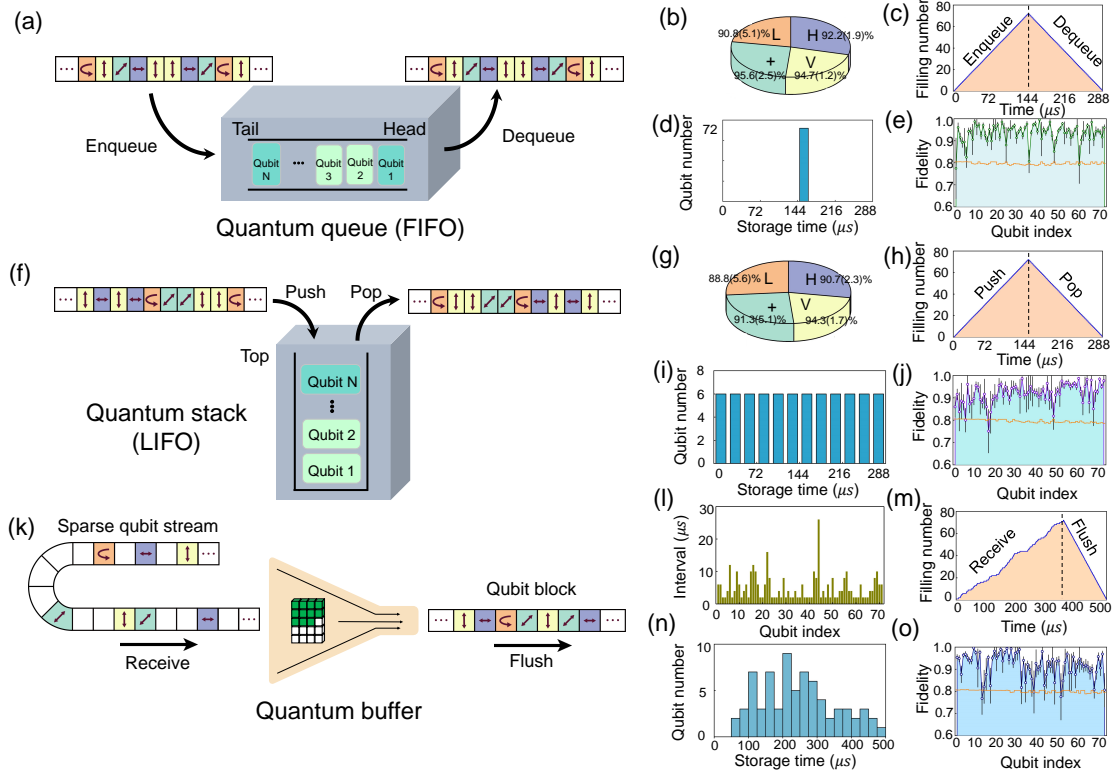 (a)
...
...
...
...
Enqueue
Dequeue
Tail
Head
Qubit N
...
Qubit 3
Qubit 2
Qubit 1
Quantum queue (FIFO)
(b)
90.8(5.1)%
L
H
92.2(1.9)%
+
V
95.6(2.5)%
94.7(1.2)%
(c)
Filling number
80
60
40
20
0
Enqueue
Dequeue
0 72 144 216 288
Time (μs)
(d)
Qubit number
72
0 72 144 216 288
Storage time (μs)
(e)
Fidelity
1.0
0.9
0.8
0.7
0.6
0 10 20 30 40 50 60 70
Qubit index
(f)
...
...
...
...
Push
Pop
Top
Qubit N
...
Qubit 2
Qubit 1
Quantum stack
(LIFO)
(g)
88.8(5.6)%
L
H
90.7(2.3)%
+
V
91.3(5.1)%
94.3(1.7)%
(h)
Filling number
80
60
40
20
0
Push
Pop
0 72 144 216 288
Time (μs)
(i)
Qubit number
8
6
4
2
0
0 72 144 216 288
Storage time (μs)
(j)
Fidelity
1.0
0.9
0.8
0.7
0.6
0 10 20 30 40 50 60 70
Qubit index
(k)
Sparse qubit stream
...
...
Receive
Quantum buffer
Qubit block
...
...
Flush
(l)
Interval (μs)
30
20
10
0
0 10 20 30 40 50 60 70
Qubit index
(m)
Filling number
80
60
40
20
0
Receive
Flush
0 100 200 300 400 500
Time (μs)
(n)
Qubit number
10
5
0
0 100 200 300 400 500
Storage time (μs)
(o)
Fidelity
1.0
0.9
0.8
0.7
0.6
0 10 20 30 40 50 60 70
Qubit index